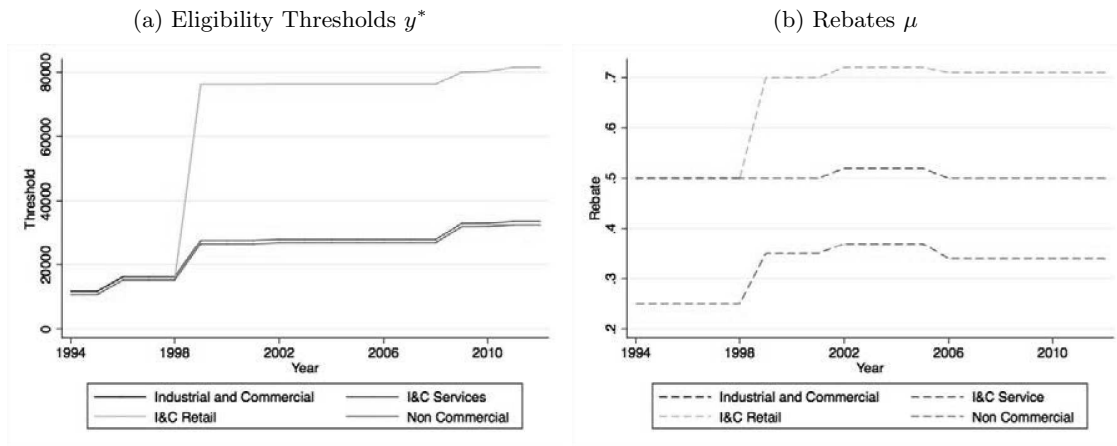 (a) Eligibility Thresholds y*
80000
60000
40000
20000
0
Threshold
1994
1998
2002
2006
2010
Year
Industrial and Commercial
I&C Services
I&C Retail
Non Commercial
(b) Rebates μ
.7
.6
.5
.4
.3
.2
Rebate
1994
1998
2002
2006
2010
Year
Industrial and Commercial
I&C Service
I&C Retail
Non Commercial